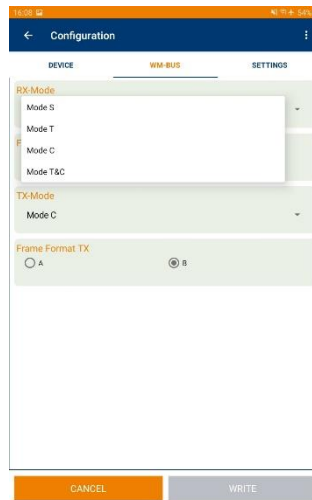 16:08 54%
Configuration
DEVICE WM-BUS SETTINGS
RX-Mode
Mode S
Mode T
F
Mode C
Mode T&C
TX-Mode
Mode C
Frame Format TX
A B
CANCEL WRITE